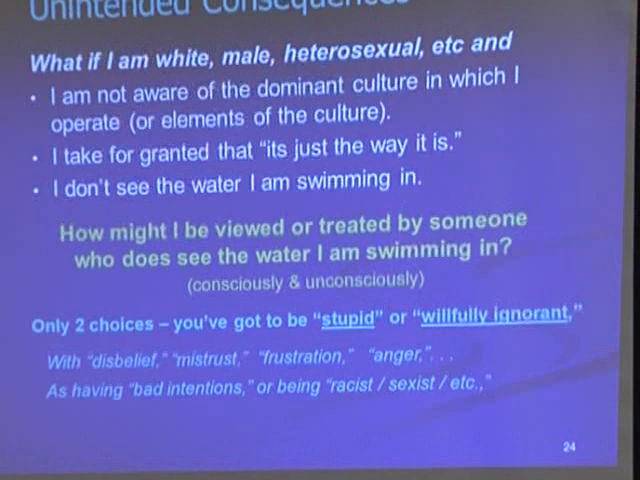 Unintended Consequences
What if I am white, male, heterosexual, etc and
• I am not aware of the dominant culture in which I
operate (or elements of the culture).
• I take for granted that “its just the way it is.”
• I don't see the water I am swimming in.
How might I be viewed or treated by someone
who does see the water I am swimming in?
(consciously & unconsciously)
Only 2 choices – you've got to be “stupid” or “willfully ignorant,”
With “disbelief,” “mistrust,” “frustration,” “anger,”. . .
As having “bad intentions,” or being “racist / sexist / etc.,”
24